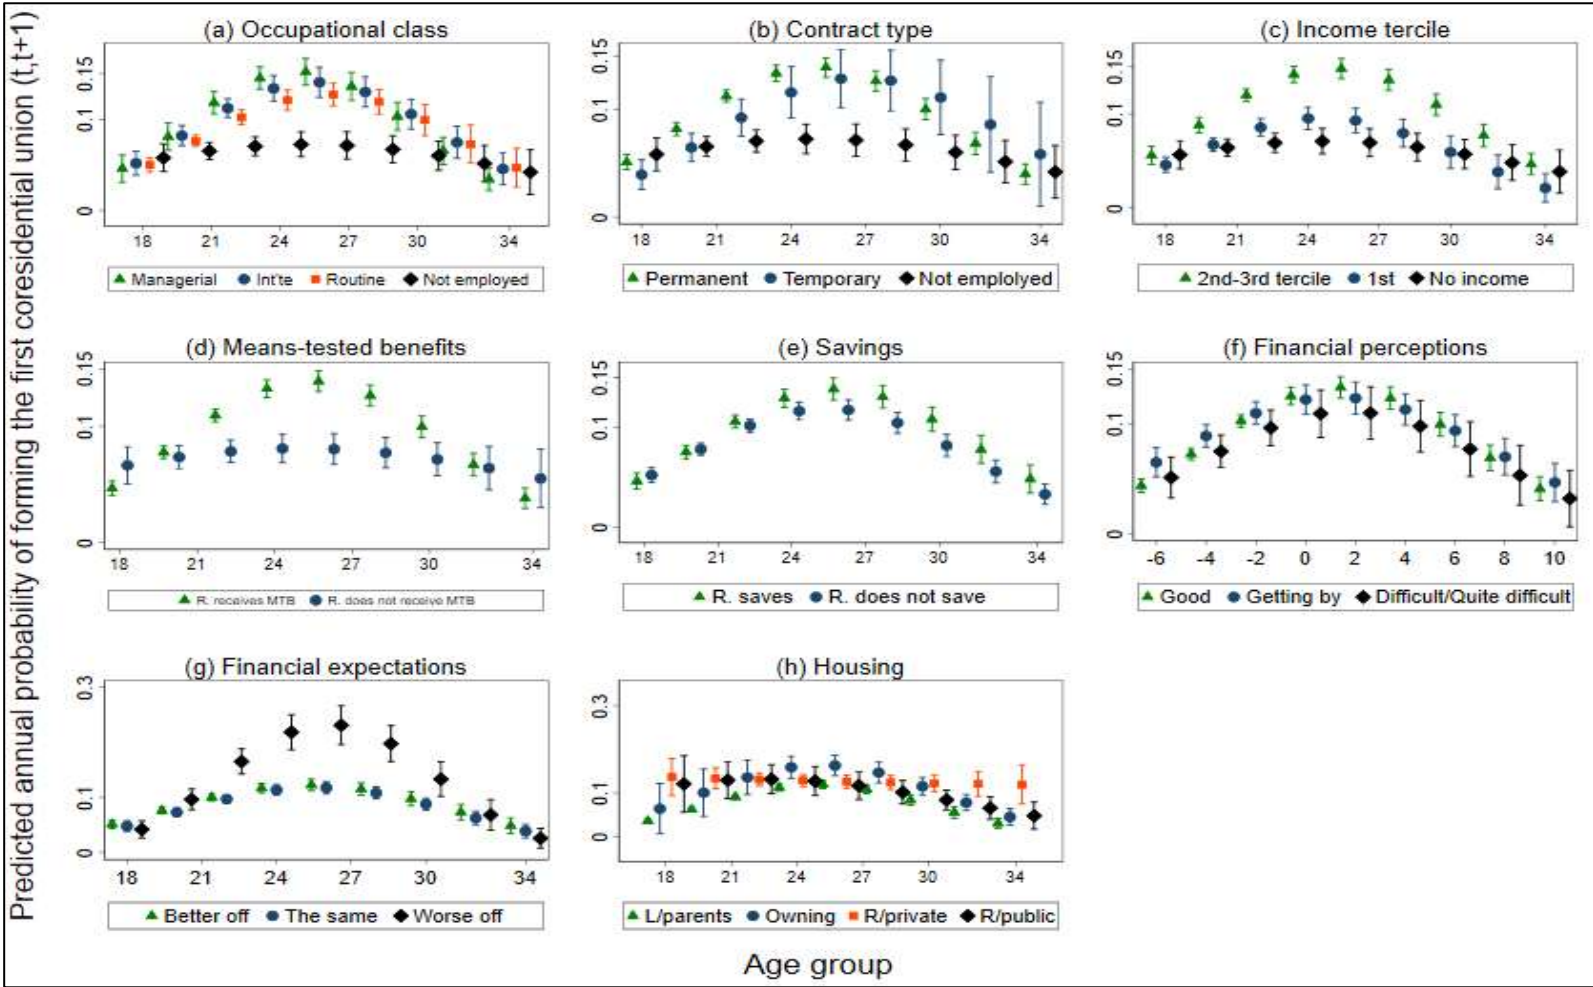 Predicted annual probability of forming the first coresidential union (t,t+1)
(a) Occupational class
0.15
0.1
0
18 21 24 27 30 34
Managerial Int'te Routine Not employed
(b) Contract type
0.15
0.1
0
18 21 24 27 30 34
Permanent Temporary Not emplolyed
(c) Income tercile
0.15
0.1
0
18 21 24 27 30 34
2nd-3rd tercile 1st No income
(d) Means-tested benefits
0.15
0.1
0
18 21 24 27 30 34
R. receives MTB R. does not receive MTB
(e) Savings
0.15
0.1
0
18 21 24 27 30 34
R. saves R. does not save
(f) Financial perceptions
0.15
0.1
0
-6 -4 -2 0 2 4 6 8 10
Good Getting by Difficult/Quite difficult
(g) Financial expectations
0.3
0.1
0
18 21 24 27 30 34
Better off The same Worse off
(h) Housing
0.3
0.1
0
18 21 24 27 30 34
L/parents Owning R/private R/public
Age group